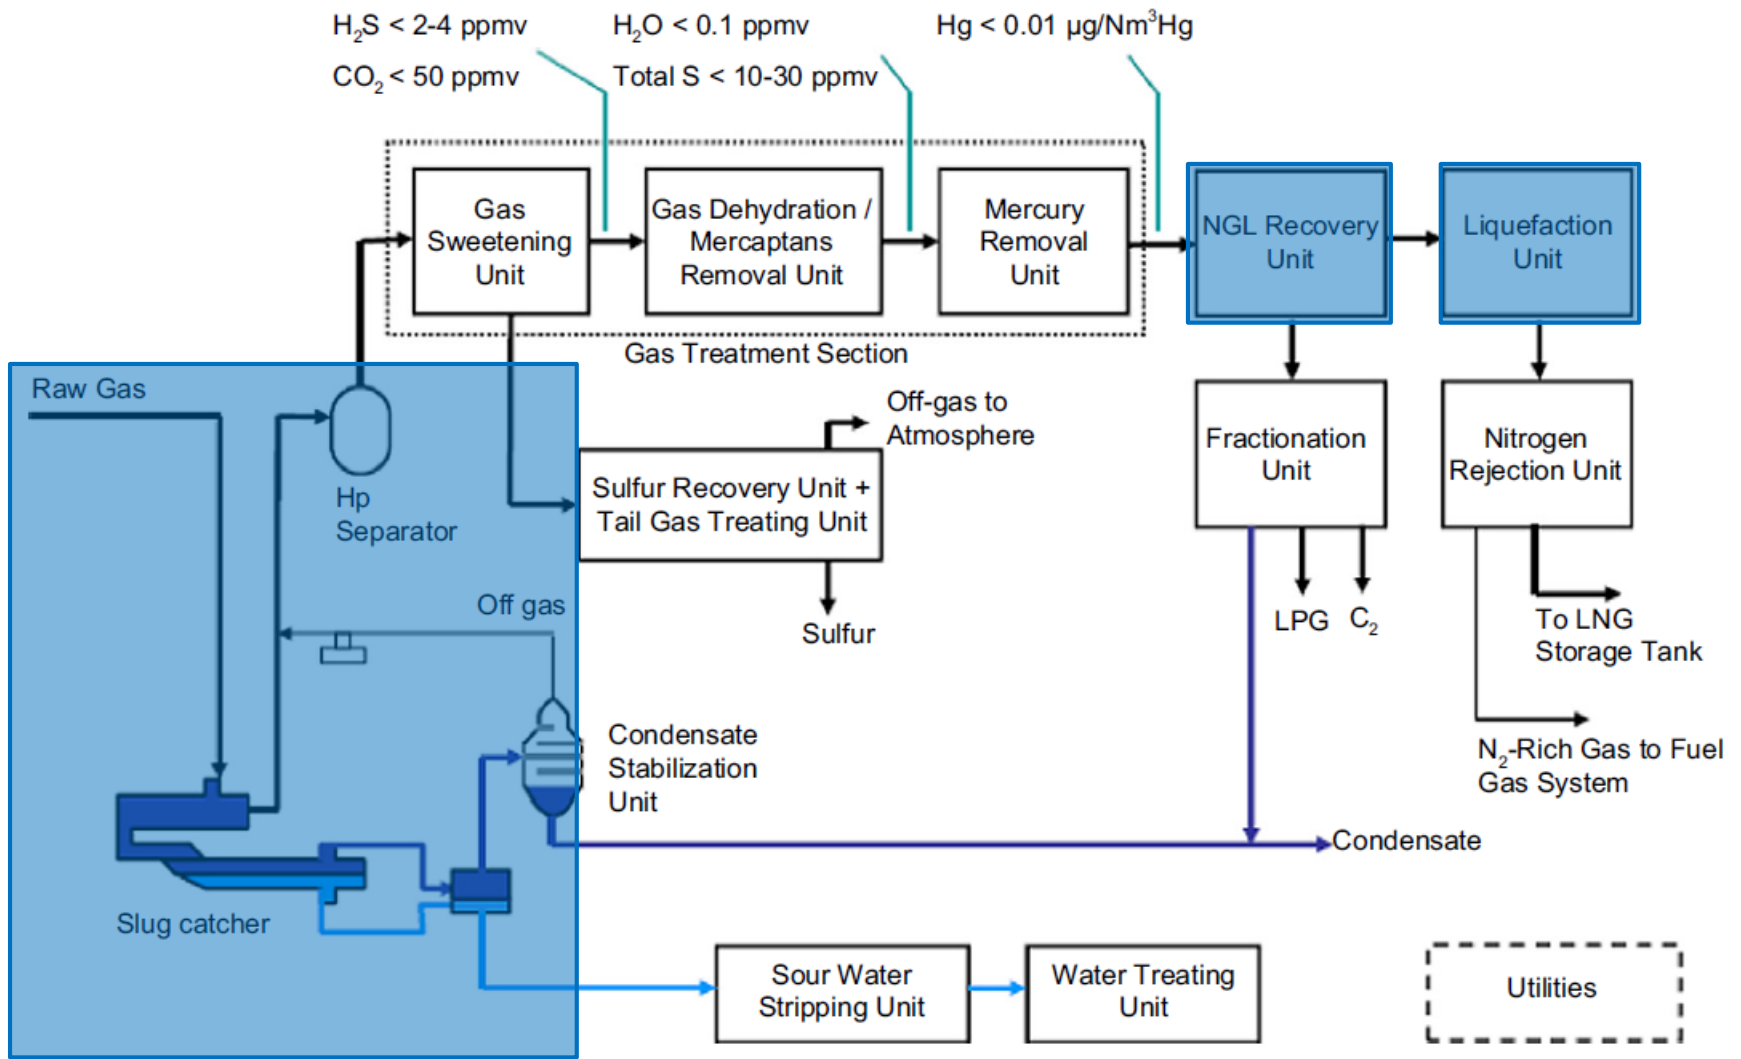 H₂S < 2-4 ppmv
CO₂ < 50 ppmv
H₂O < 0.1 ppmv
Total S < 10-30 ppmv
Hg < 0.01 µg/Nm³Hg
Gas
Sweetening
Unit
Gas Dehydration /
Mercaptans
Removal Unit
Mercury
Removal
Unit
NGL Recovery
Unit
Liquefaction
Unit
Gas Treatment Section
Raw Gas
Hp
Separator
Off-gas to
Atmosphere
Sulfur Recovery Unit +
Tail Gas Treating Unit
Sulfur
Fractionation
Unit
Nitrogen
Rejection Unit
LPG
C₂
To LNG
Storage Tank
N₂-Rich Gas to Fuel
Gas System
Off gas
Condensate
Stabilization
Unit
Condensate
Slug catcher
Sour Water
Stripping Unit
Water Treating
Unit
Utilities